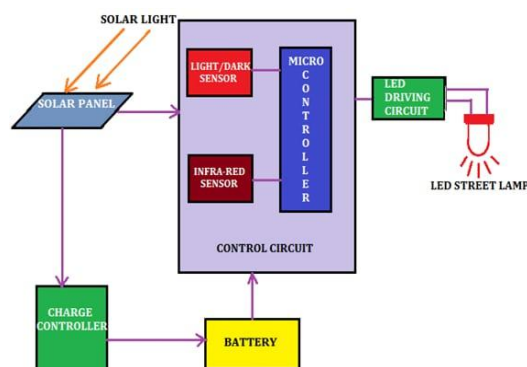 SOLAR LIGHT
SOLAR PANEL
LIGHT/DARK
SENSOR
MICRO
C
O
N
T
R
O
L
L
E
R
INFRA-RED
SENSOR
CONTROL CIRCUIT
LED
DRIVING
CIRCUIT
LED STREET LAMP
CHARGE
CONTROLLER
BATTERY